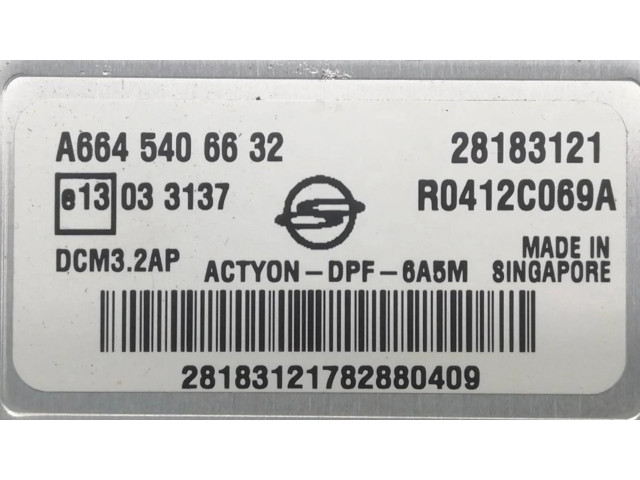 A664 540 66 32 28183121
e13 03 3137 R0412C069A
MADE IN
DCM3.2AP ACTYON-DPF-6A5M SINGAPORE
28183121782880409